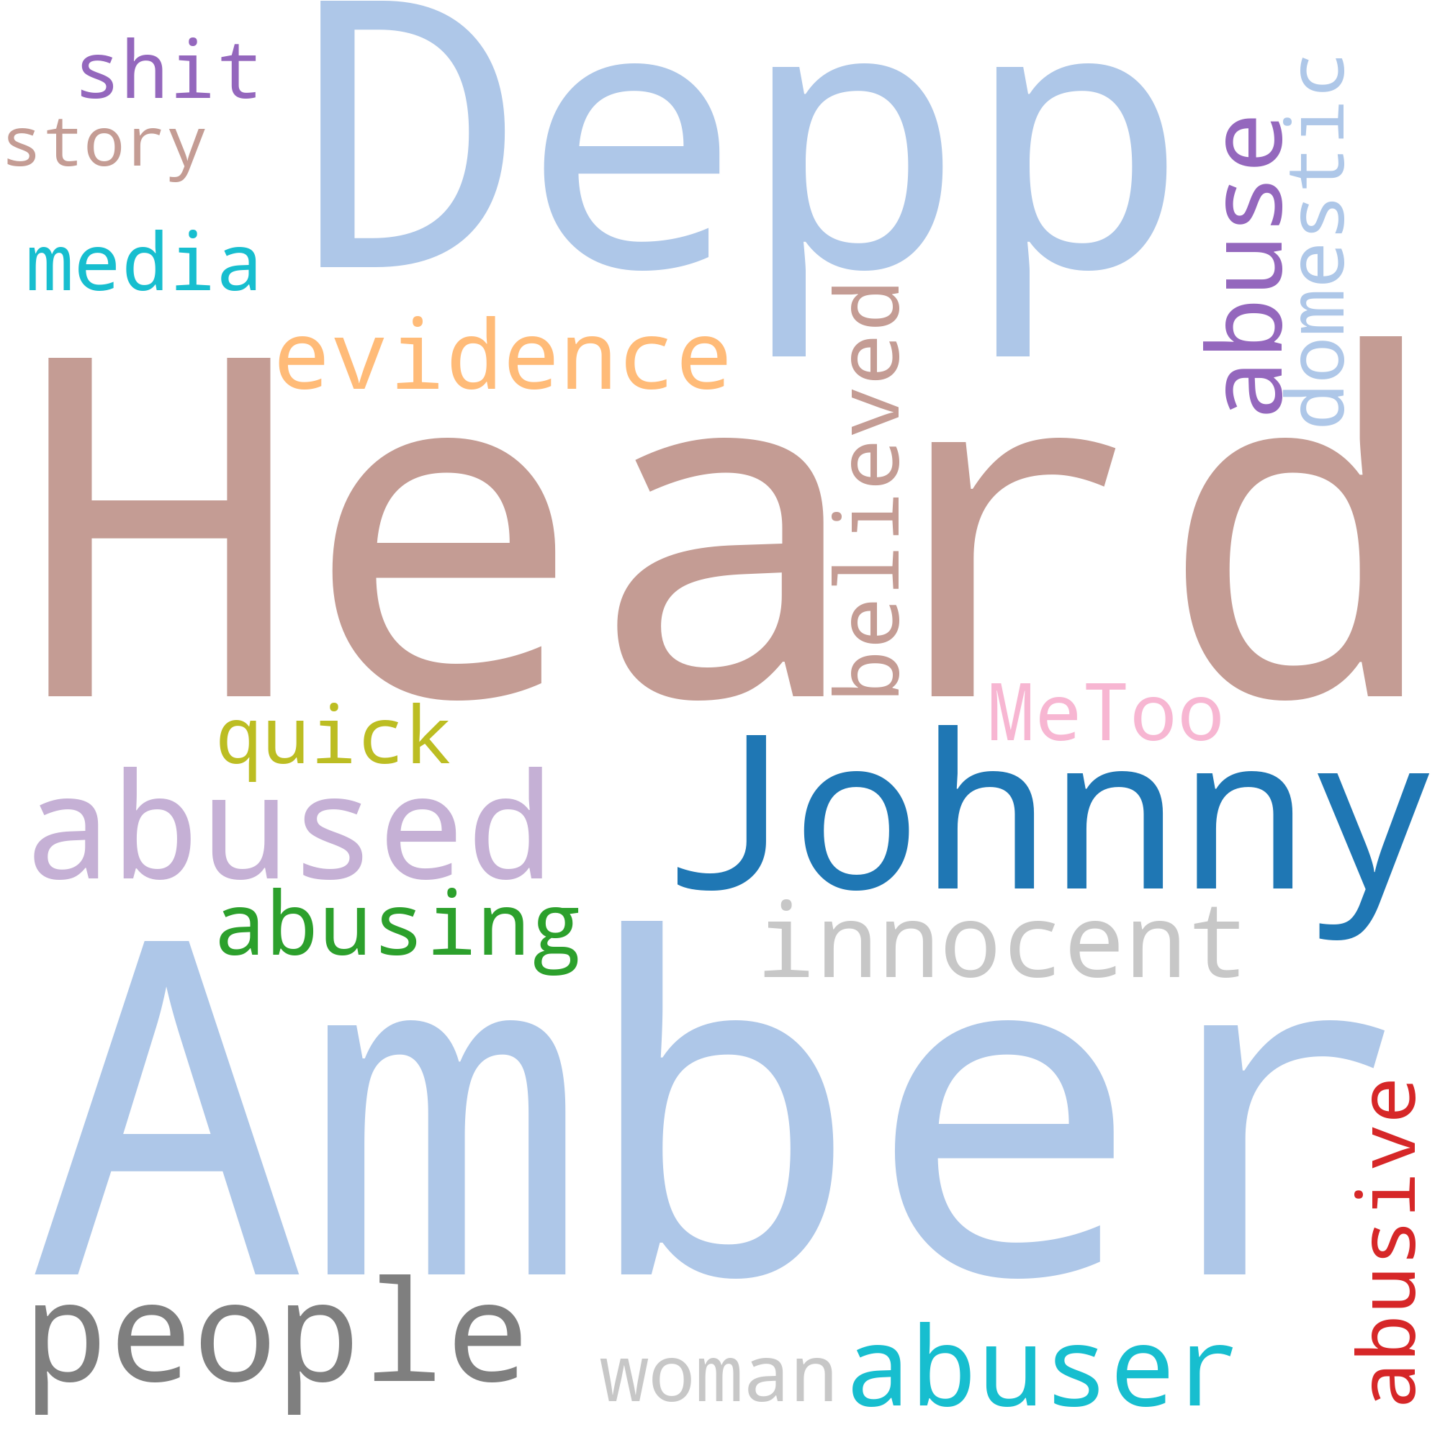 shit
Depp
story
abuse
domestic
media
evidence
believed
Heard
quick
MeToo
Johnny
abused
abusing
innocent
Amber
people
woman
abuser
abusive